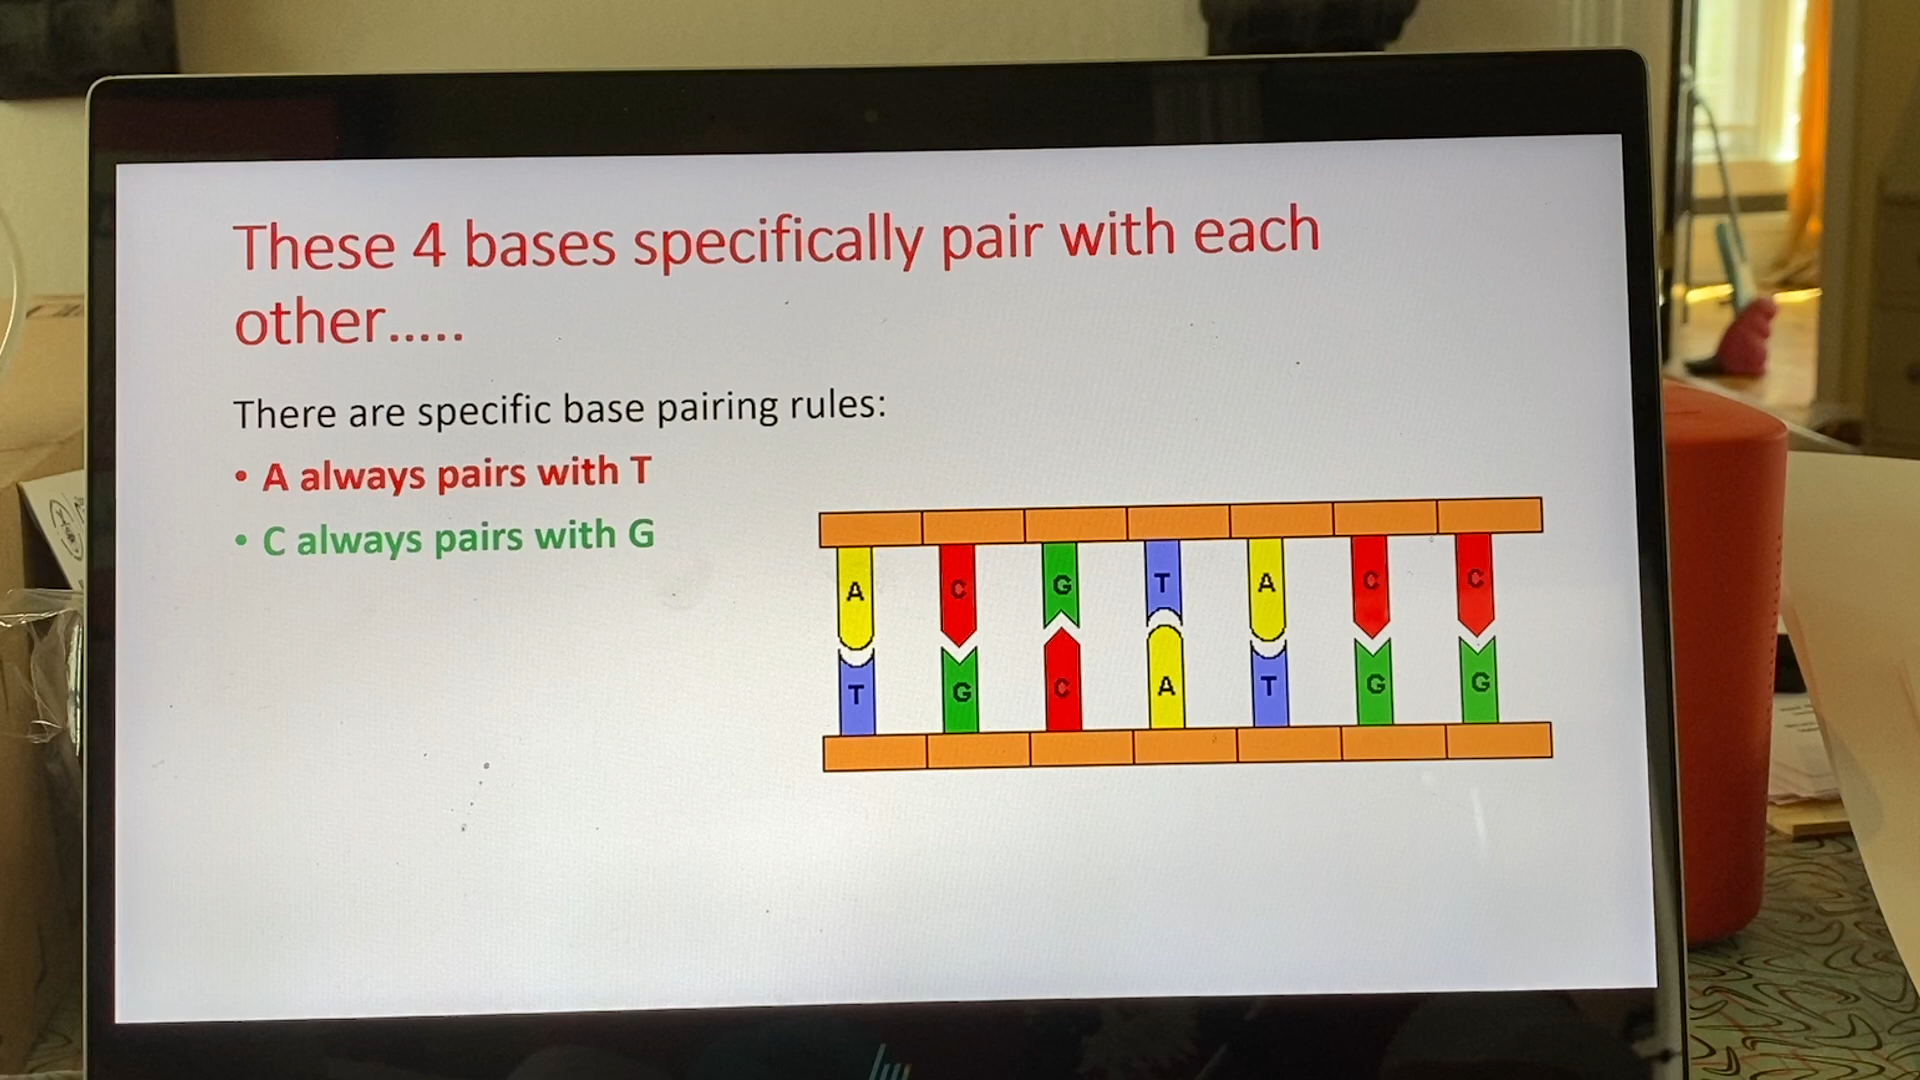 These 4 bases specifically pair with each
other.....
There are specific base pairing rules:
• A always pairs with T
• C always pairs with G
A C G T A C C
T G C A T G G
hp